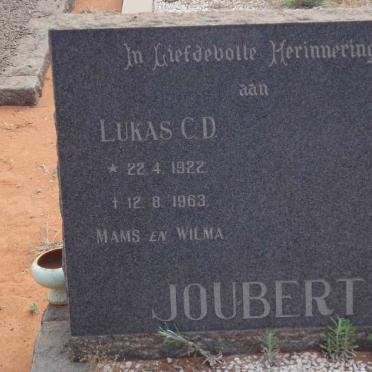 In Liefdevolle Herinnering
aan
LUKAS C.D.
* 22.4.1922.
† 12.8.1963.
MAMS EN WILMA.
JOUBERT